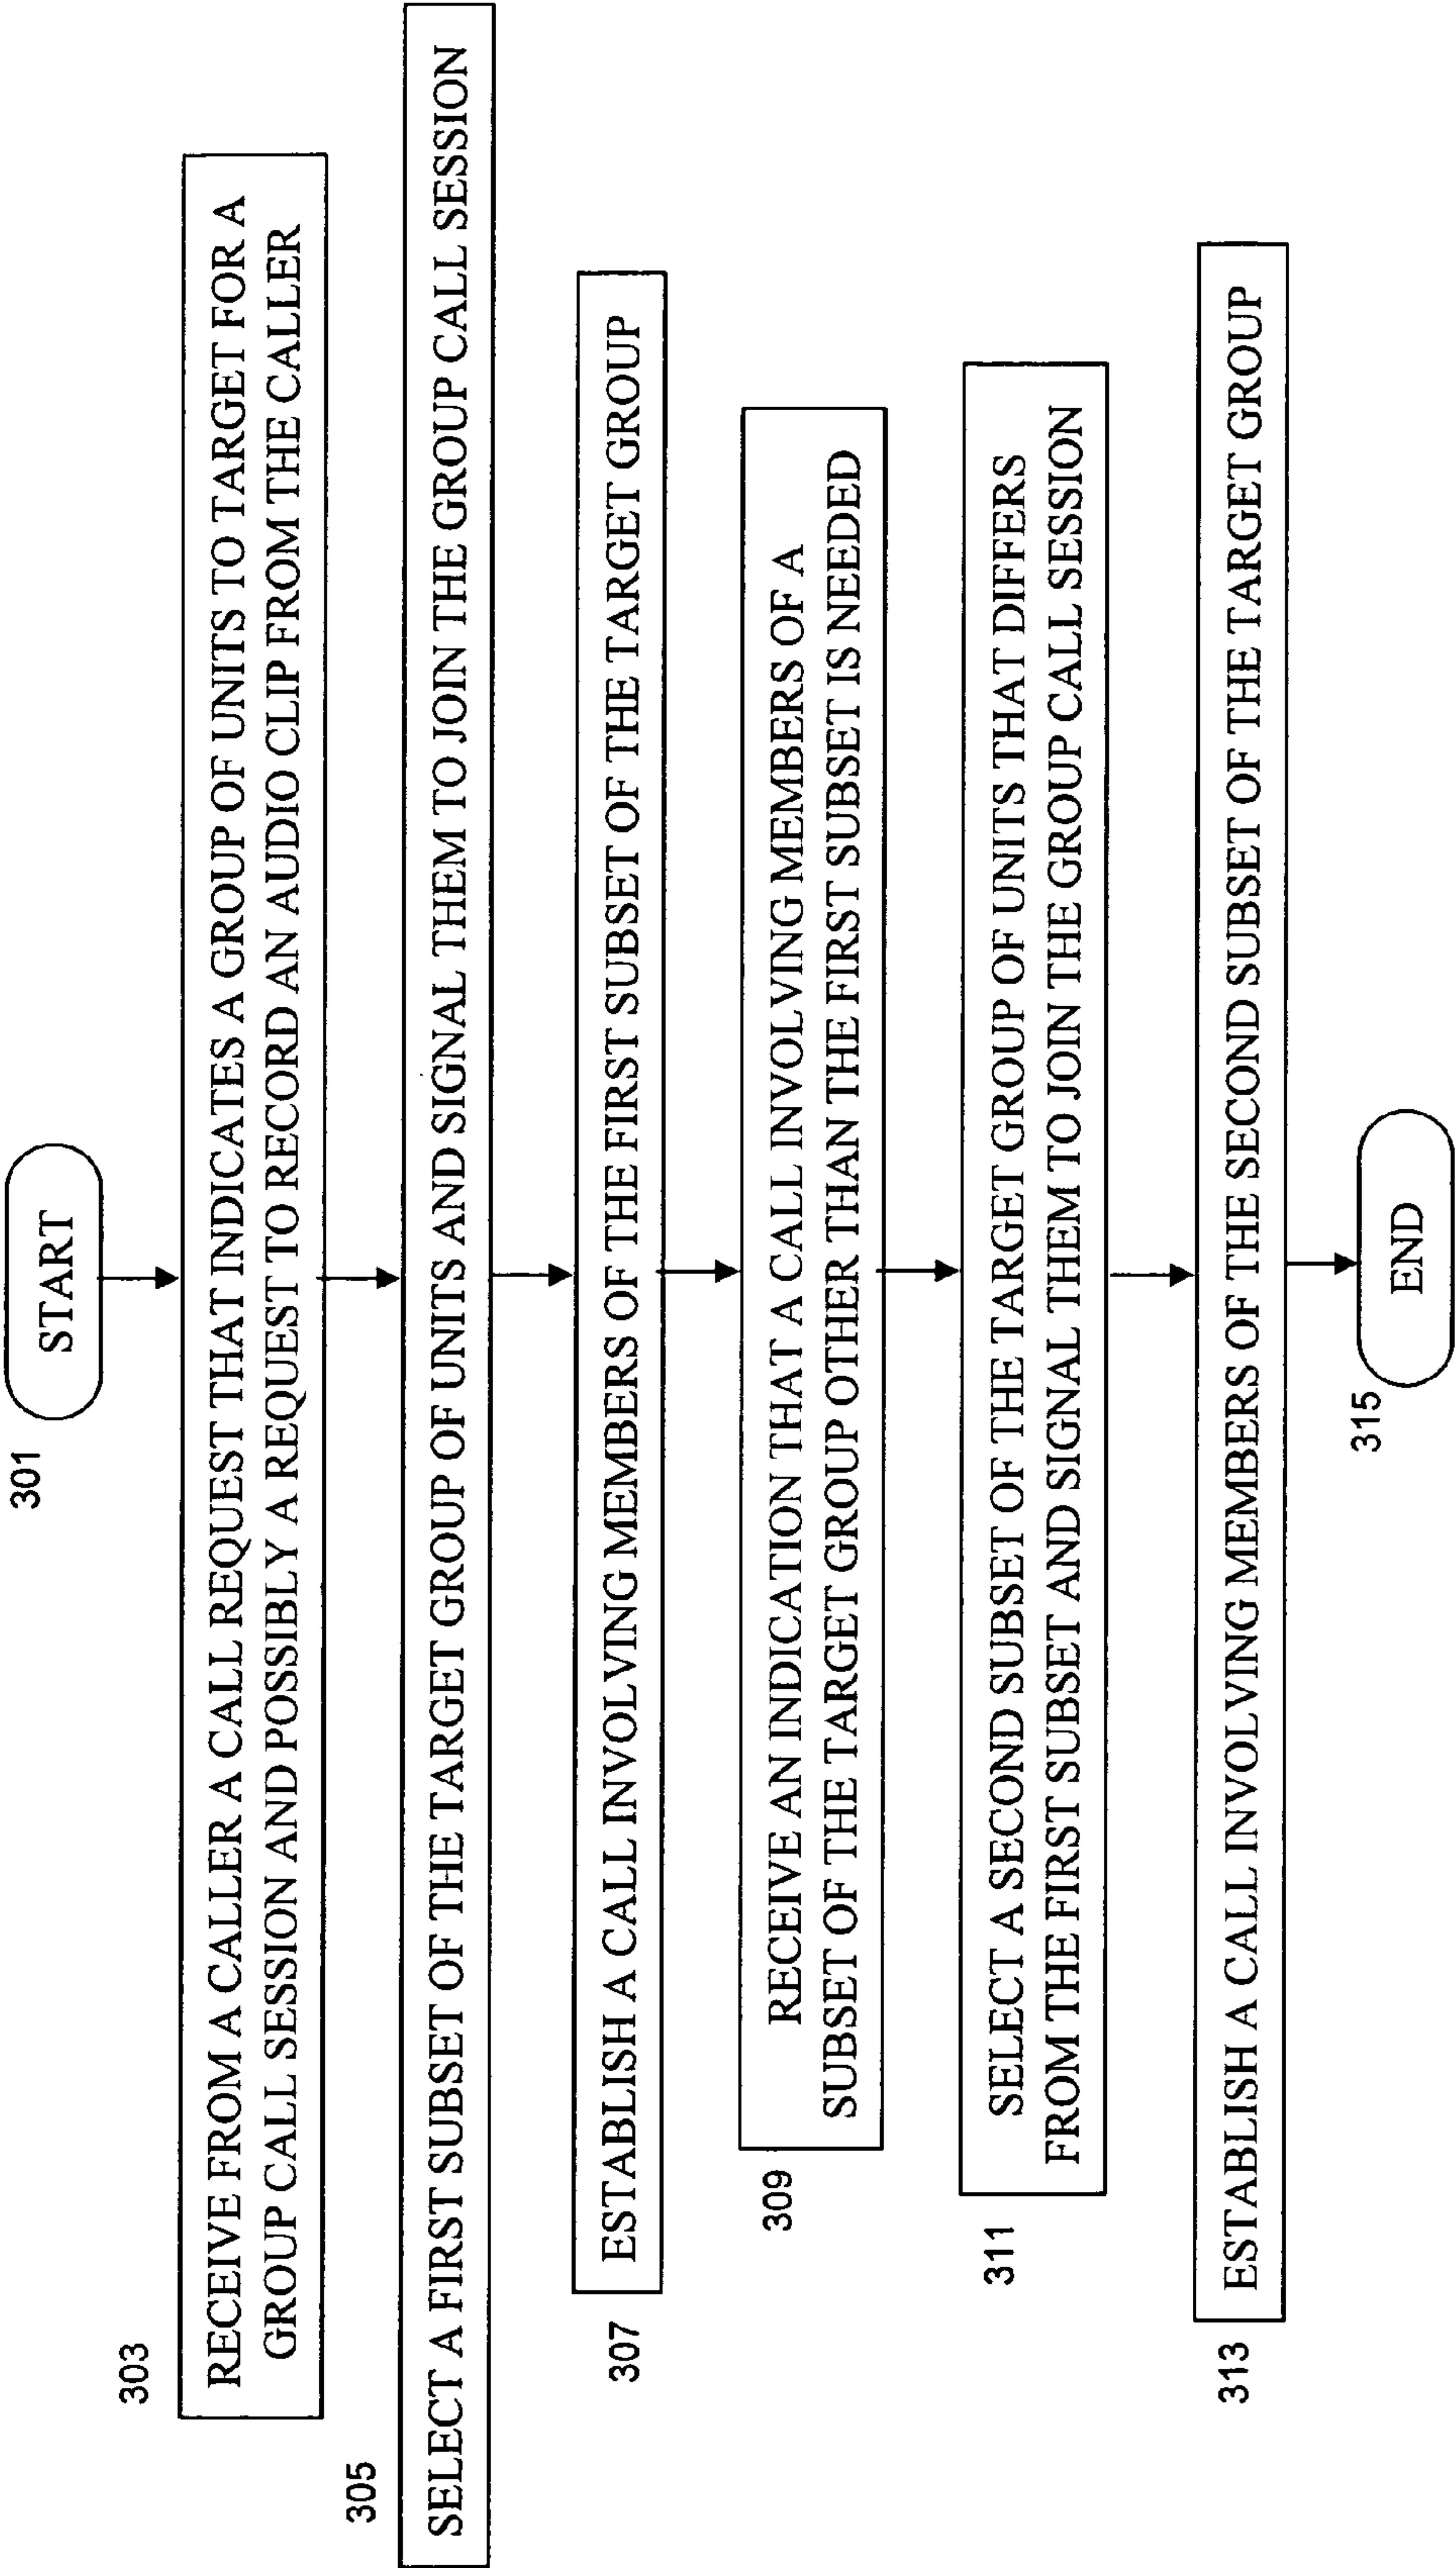 301
START
303
RECEIVE FROM A CALLER A CALL REQUEST THAT INDICATES A GROUP OF UNITS TO TARGET FOR A
GROUP CALL SESSION AND POSSIBLY A REQUEST TO RECORD AN AUDIO CLIP FROM THE CALLER
305
SELECT A FIRST SUBSET OF THE TARGET GROUP OF UNITS AND SIGNAL THEM TO JOIN THE GROUP CALL SESSION
307
ESTABLISH A CALL INVOLVING MEMBERS OF THE FIRST SUBSET OF THE TARGET GROUP
309
RECEIVE AN INDICATION THAT A CALL INVOLVING MEMBERS OF A
SUBSET OF THE TARGET GROUP OTHER THAN THE FIRST SUBSET IS NEEDED
311
SELECT A SECOND SUBSET OF THE TARGET GROUP OF UNITS THAT DIFFERS
FROM THE FIRST SUBSET AND SIGNAL THEM TO JOIN THE GROUP CALL SESSION
313
ESTABLISH A CALL INVOLVING MEMBERS OF THE SECOND SUBSET OF THE TARGET GROUP
315
END